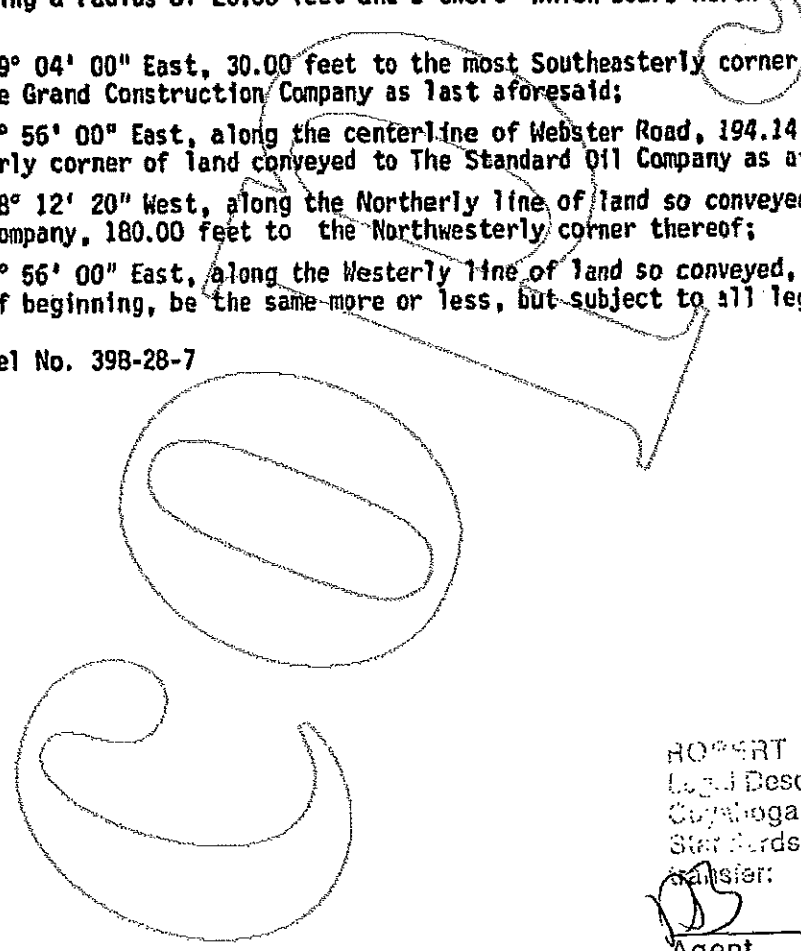 a radius of 20.00 feet and a chord which bears North
9° 04' 00" East, 30.00 feet to the most Southeasterly corner
e Grand Construction Company as last aforesaid;
° 56' 00" East, along the centerline of Webster Road, 194.14
rly corner of land conveyed to The Standard Oil Company as a
8° 12' 20" West, along the Northerly line of land so conveyed
ompany, 180.00 feet to the Northwesterly corner thereof;
° 56' 00" East, along the Westerly line of land so conveyed,
f beginning, be the same more or less, but subject to all leg
el No. 398-28-7
copy
Desc
transfer:
Agent